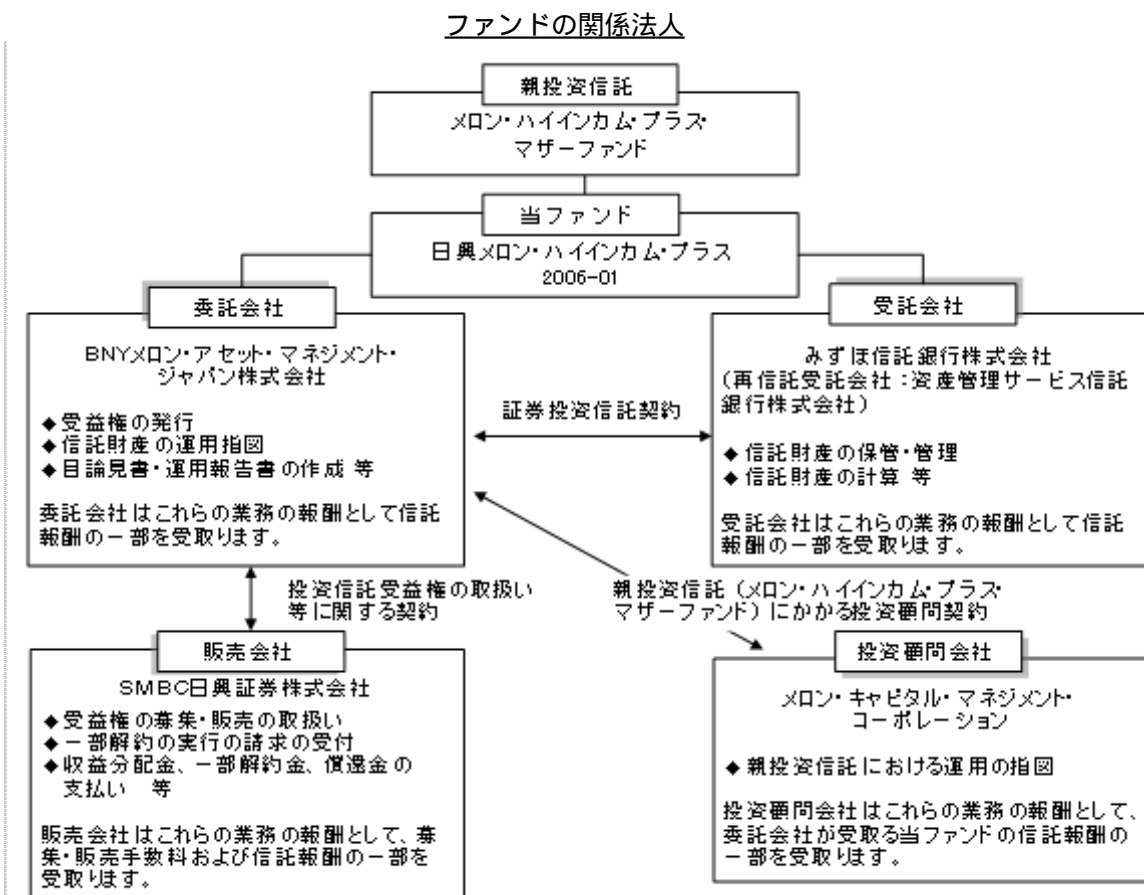 ファンドの関係法人
親投資信託
メロン・ハイインカム・プラス・
マザーファンド
当ファンド
日興メロン・ハイインカム・プラス
2006-01
委託会社
BNYメロン・アセット・マネジメント・
ジャパン株式会社
◆受益権の発行
◆信託財産の運用指図
◆目論見書・運用報告書の作成 等
委託会社はこれらの業務の報酬として信託
報酬の一部を受取ります。
証券投資信託契約
受託会社
みずほ信託銀行株式会社
(再信託受託会社:資産管理サービス信託
銀行株式会社)
◆信託財産の保管・管理
◆信託財産の計算 等
受託会社はこれらの業務の報酬として信託
報酬の一部を受取ります。
投資信託受益権の取扱い
等に関する契約
親投資信託(メロン・ハイインカム・プラス・
マザーファンド)にかかる投資顧問契約
販売会社
SMBC日興証券株式会社
◆受益権の募集・販売の取扱い
◆一部解約の実行の請求の受付
◆収益分配金、一部解約金、償還金の
支払い 等
販売会社はこれらの業務の報酬として、募
集・販売手数料および信託報酬の一部を
受取ります。
投資顧問会社
メロン・キャピタル・マネジメント・
コーポレーション
◆親投資信託における運用の指図
投資顧問会社はこれらの業務の報酬として、
委託会社が受取る当ファンドの信託報酬の
一部を受取ります。